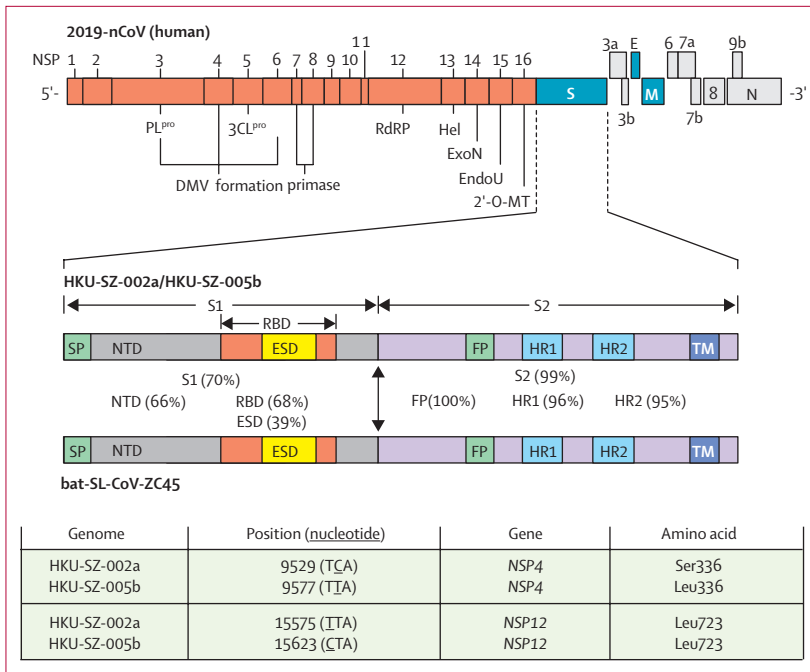 2019-nCoV (human)
NSP 1 2 3 4 5 6 7 8 9 10 11 12 13 14 15 16 3a E 6 7a 9b
5'- S M 8 N -3'
3b 7b
PLpro 3CLpro RdRP Hel
ExoN
DMV formation primase EndoU
2'-O-MT
HKU-SZ-002a/HKU-SZ-005b
S1 S2
RBD
SP NTD ESD FP HR1 HR2 TM
S1 (70%) S2 (99%)
NTD (66%) RBD (68%) FP(100%) HR1 (96%) HR2 (95%)
ESD (39%)
SP NTD ESD FP HR1 HR2 TM
bat-SL-CoV-ZC45
Genome Position (nucleotide) Gene Amino acid
HKU-SZ-002a 9529 (TCA) NSP4 Ser336
HKU-SZ-005b 9577 (TTA) NSP4 Leu336
HKU-SZ-002a 15575 (TTA) NSP12 Leu723
HKU-SZ-005b 15623 (CTA) NSP12 Leu723